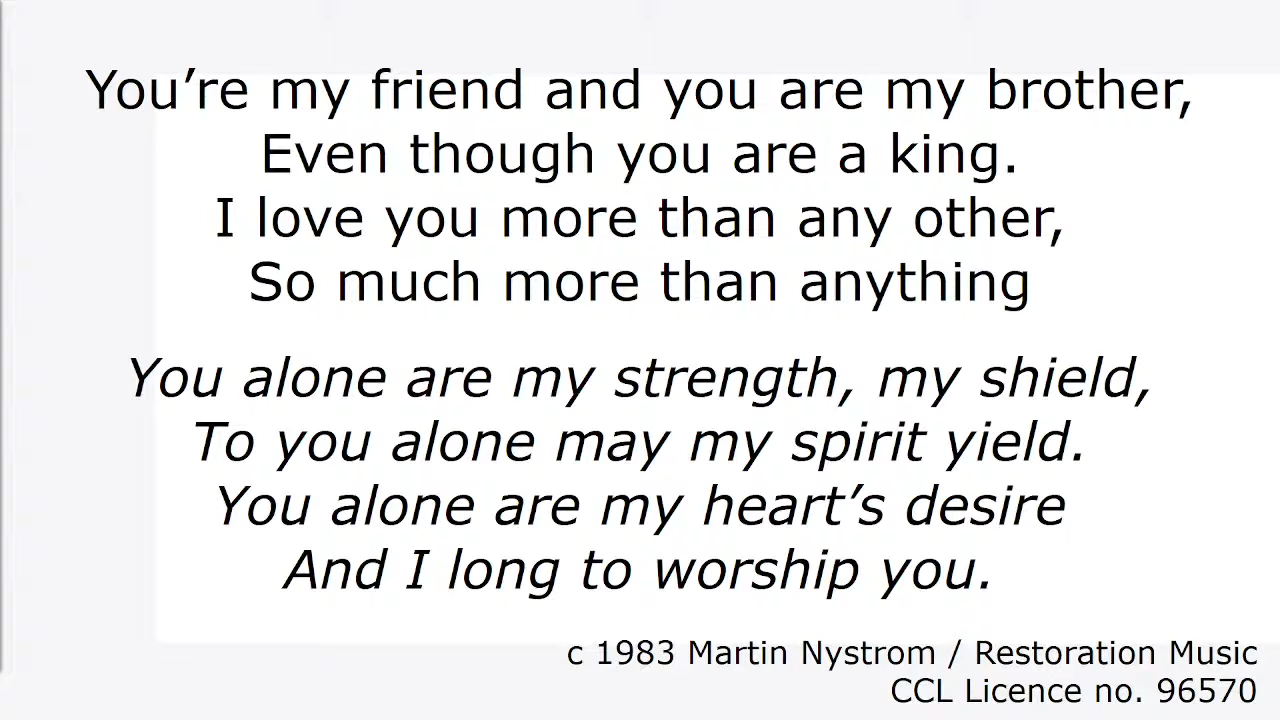 You’re my friend and you are my brother,
Even though you are a king.
I love you more than any other,
So much more than anything
You alone are my strength, my shield,
To you alone may my spirit yield.
You alone are my heart’s desire
And I long to worship you.
c 1983 Martin Nystrom / Restoration Music
CCL Licence no. 96570